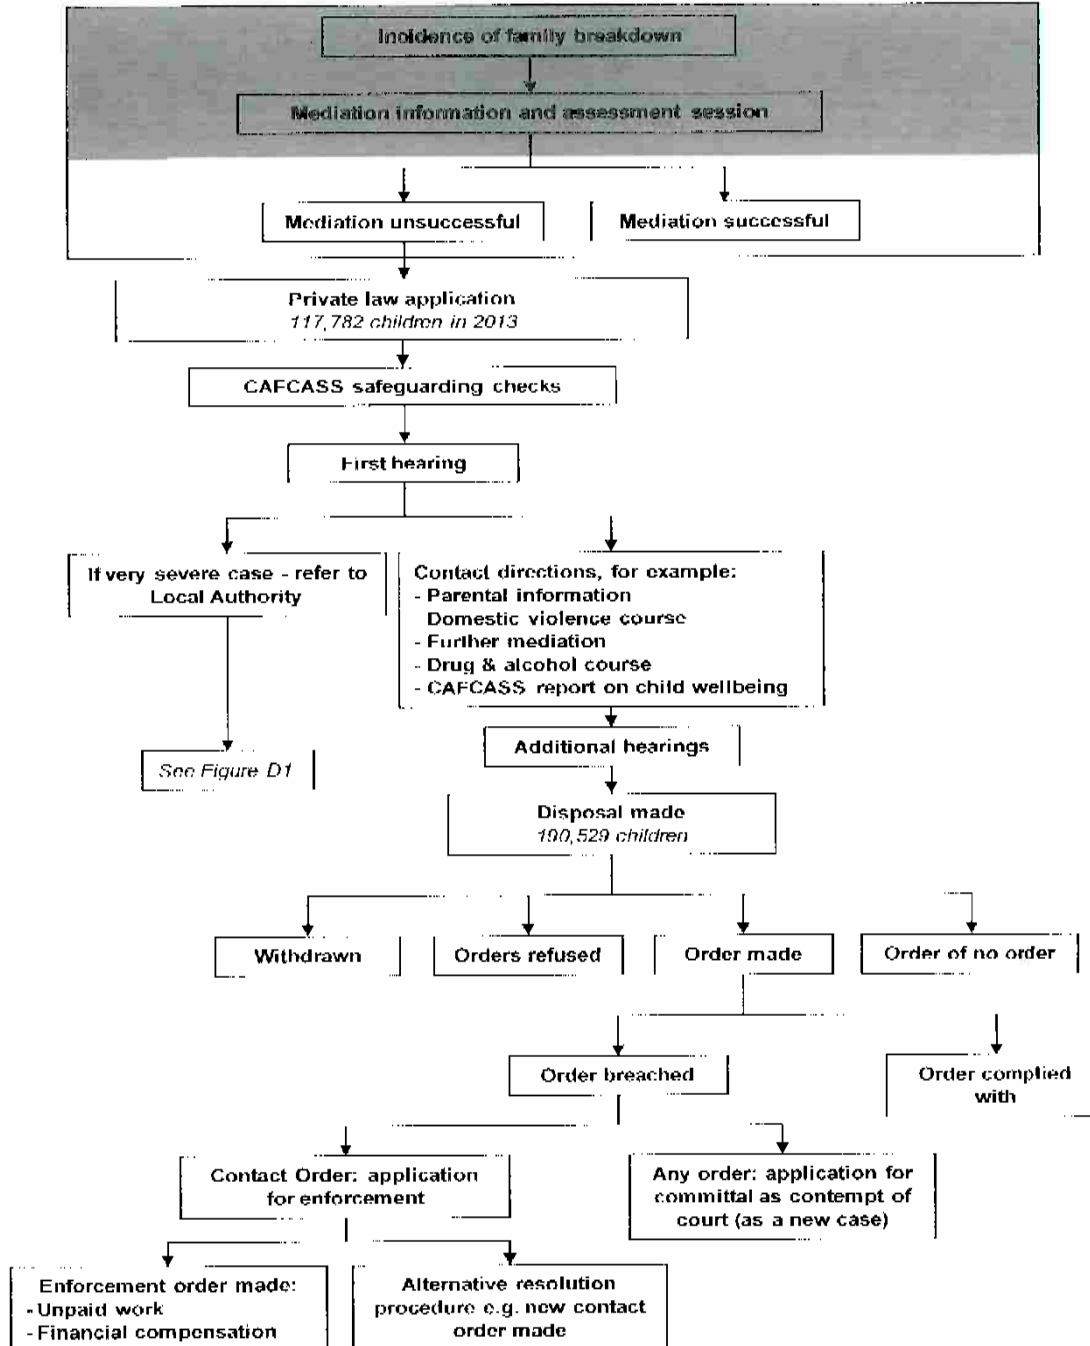 Incidence of family breakdown
Mediation information and assessment session
Mediation unsuccessful
Mediation successful
Private law application
117,782 children in 2013
CAFCASS safeguarding checks
First hearing
If very severe case - refer to
Local Authority
Contact directions, for example:
- Parental information
Domestic violence course
- Further mediation
- Drug & alcohol course
- CAFCASS report on child wellbeing
See Figure D1
Additional hearings
Disposal made
190,529 children
Withdrawn
Orders refused
Order made
Order of no order
Order breached
Order complied
with
Contact Order: application
for enforcement
Any order: application for
committal as contempt of
court (as a new case)
Enforcement order made:
- Unpaid work
- Financial compensation
Alternative resolution
procedure e.g. new contact
order made